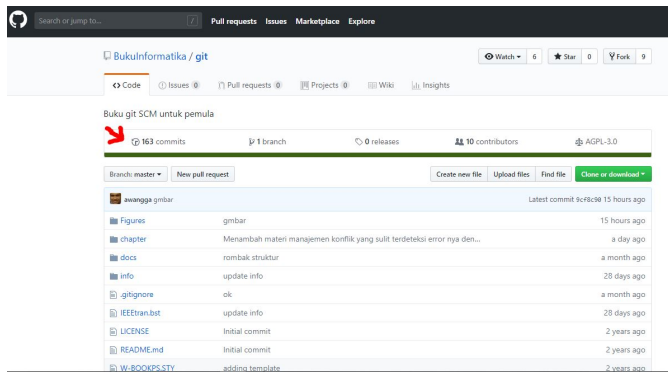 Search or jump to... /
Pull requests Issues Marketplace Explore
BukuInformatika / git
Watch 6 Star 0 Fork 9
Code Issues 0 Pull requests 0 Projects 0 Wiki Insights
Buku git SCM untuk pemula
163 commits 1 branch 0 releases 10 contributors AGPL-3.0
Branch: master New pull request Create new file Upload files Find file Clone or download
awangga gmbar Latest commit 9cf8c90 15 hours ago
Figures gmbar 15 hours ago
chapter Menambah materi manajemen konflik yang sulit terdeteksi error nya den... a day ago
docs rombak struktur a month ago
info update info 28 days ago
.gitignore ok a month ago
IEEEtran.bst update info 28 days ago
LICENSE Initial commit 2 years ago
README.md Initial commit 2 years ago
W-BOOKPS.STY adding template 2 years ago